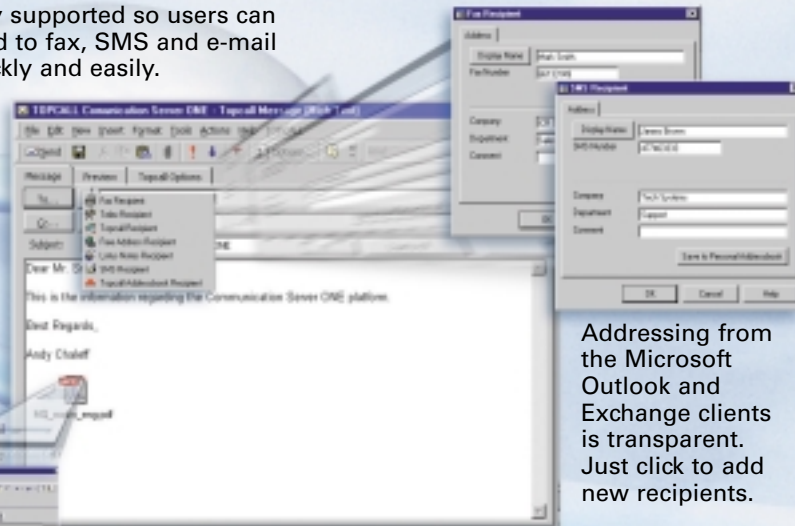 supported so users can
to fax, SMS and e-mail
and easily.
Fax Recipient
Address
Display Name
Fax Number
Company
Department
Comment
SMS Recipient
Address
Display Name James Brown
SMS Number
Company Tech Systems
Department Support
Comment
Save to Personal Addressbook
OK Cancel Help
TOPCALL Communication Server ONE - Topcall Message (Rich Text)
File Edit View Insert Format Tools Actions Help
Send
Message Preview Topcall Options
To...
Cc...
Subject: ONE
Fax Recipient
Telex Recipient
Topcall Recipient
Free Address Recipient
Lotus Notes Recipient
SMS Recipient
Topcall Addressbook Recipient
Dear Mr.
This is the information regarding the Communication Server ONE platform.
Best Regards,
Andy Chaleff
Addressing from
the Microsoft
Outlook and
Exchange clients
is transparent.
Just click to add
new recipients.